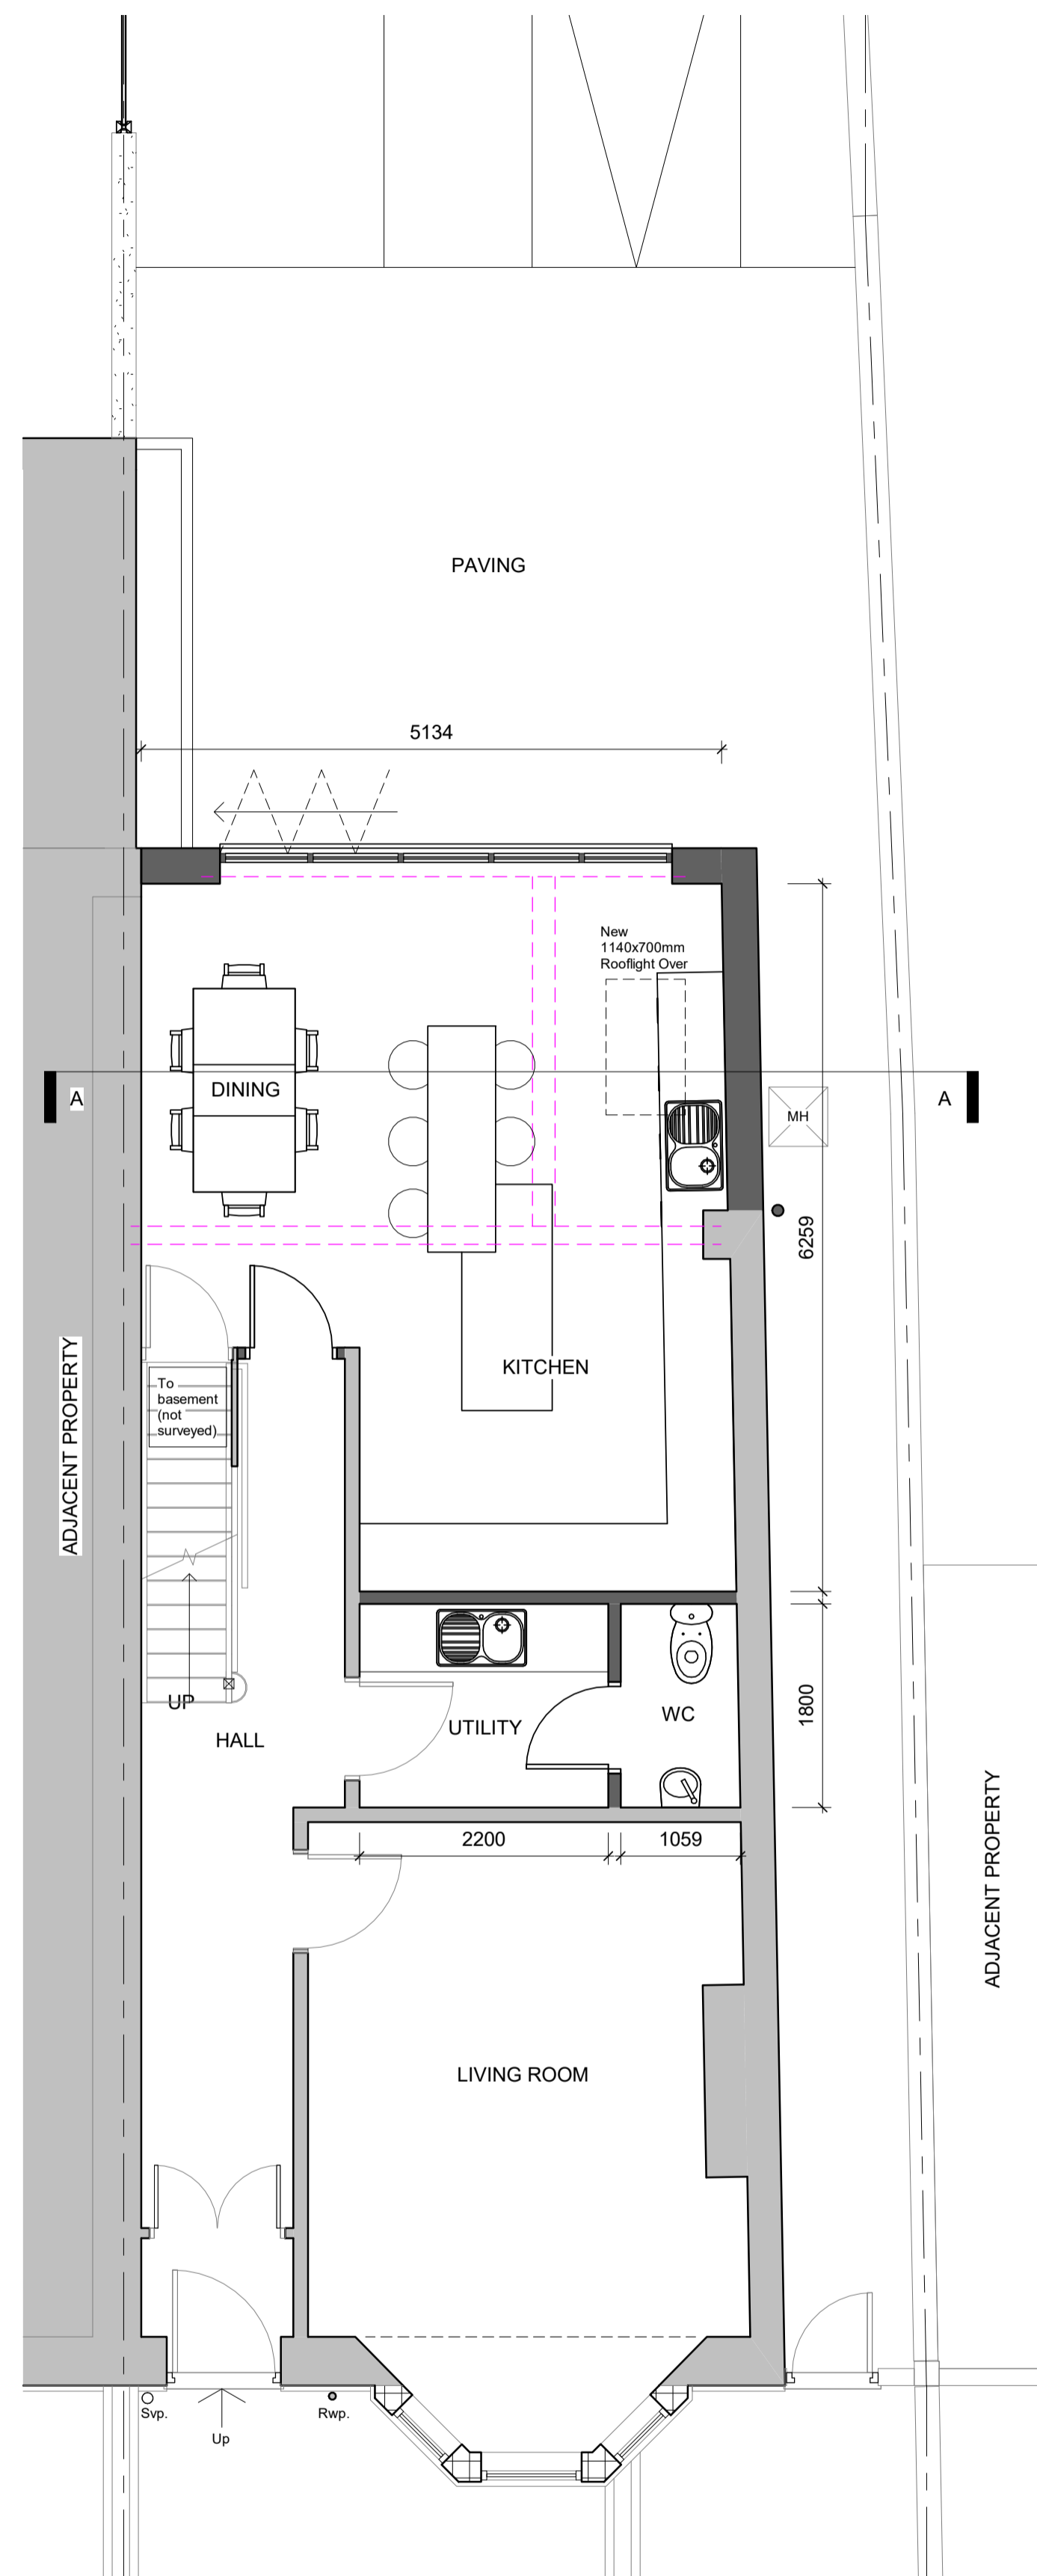 PAVING
5134
New
1140x700mm
Rooflight Over
DINING
A
A
MH
6259
ADJACENT PROPERTY
KITCHEN
To
basement
(not
surveyed)
UP
HALL
UTILITY
WC
1800
2200
1059
ADJACENT PROPERTY
LIVING ROOM
Svp.
Rwp.
Up